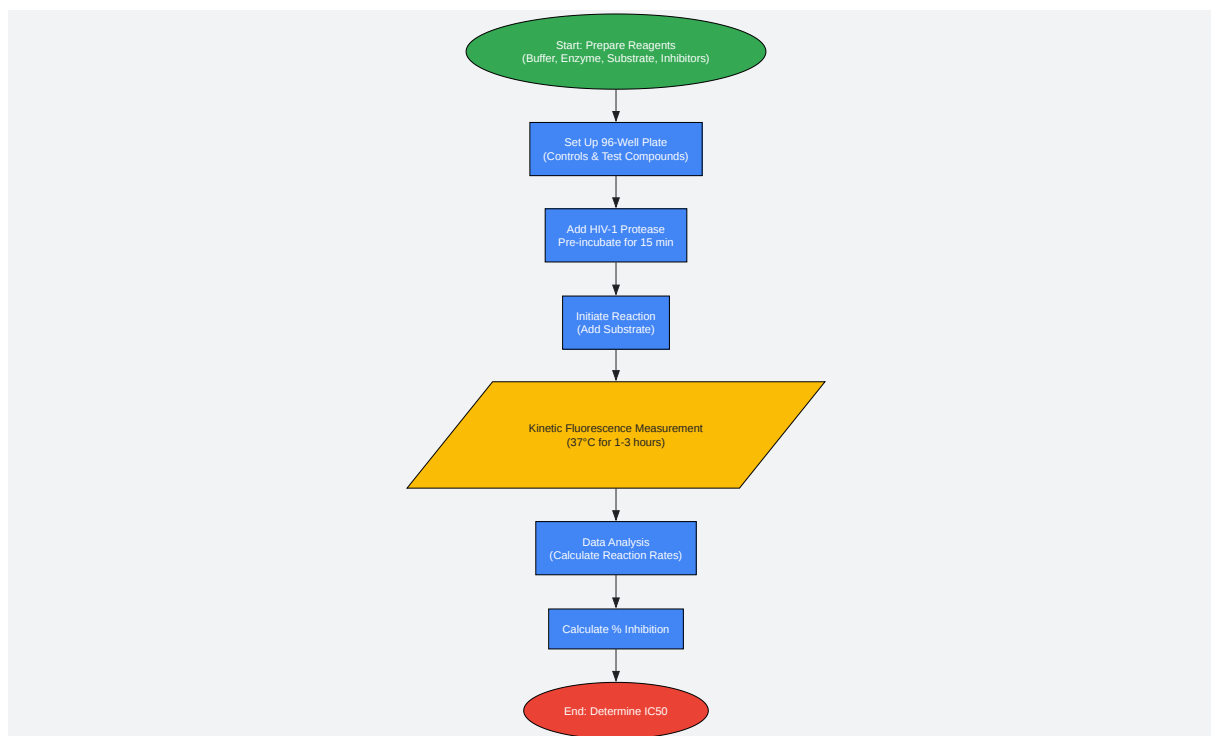 Start: Prepare Reagents
(Buffer, Enzyme, Substrate, Inhibitors)
Set Up 96-Well Plate
(Controls & Test Compounds)
Add HIV-1 Protease
Pre-incubate for 15 min
Initiate Reaction
(Add Substrate)
Kinetic Fluorescence Measurement
(37°C for 1-3 hours)
Data Analysis
(Calculate Reaction Rates)
Calculate % Inhibition
End: Determine IC50